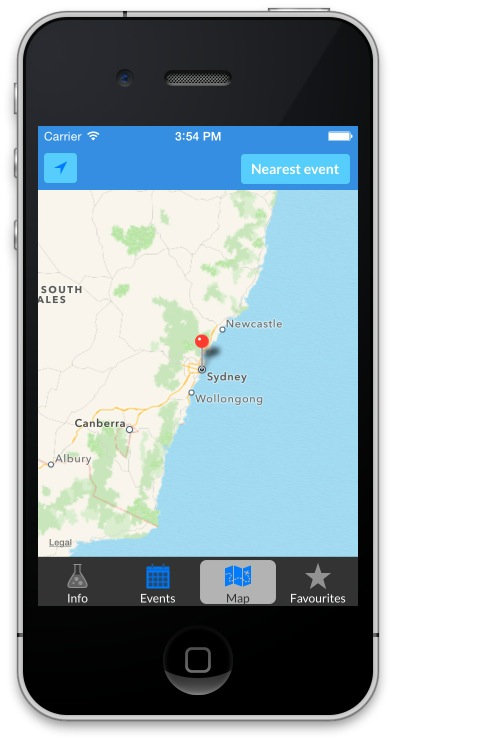 Carrier 3:54 PM
Nearest event
SOUTH
ALES
Newcastle
Sydney
Wollongong
Canberra
Albury
Legal
Info Events Map Favourites